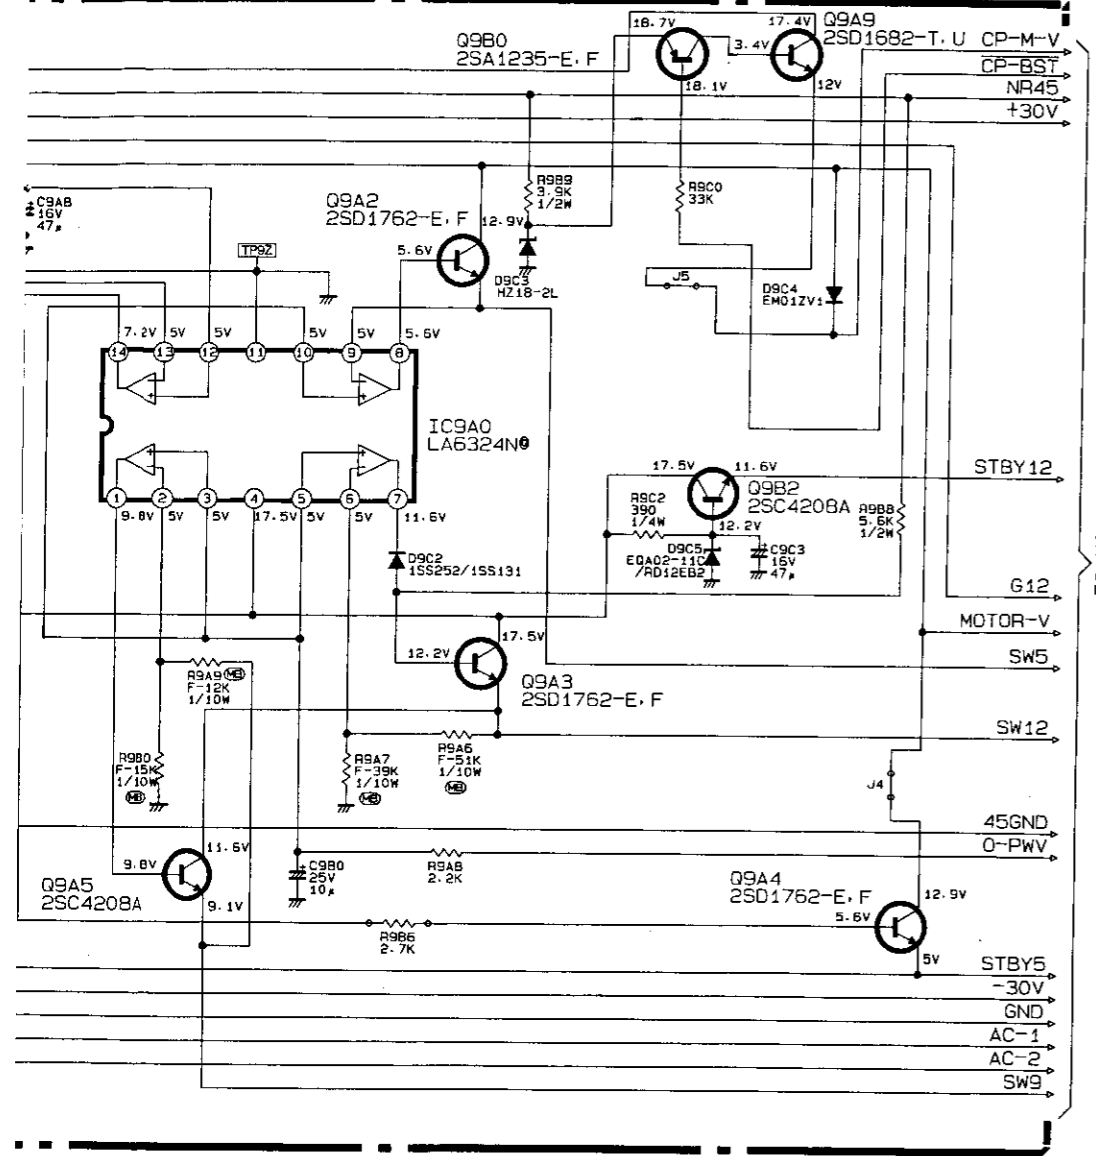 18.7V
17.4V
Q9A9
2SD1682-T,U
CP-M-V
Q9B0
2SA1235-E,F
3.4V
CP-BST
18.1V
12V
NR45
+30V
R9B9
3.9K
1/2W
R9C0
33K
C9AB
16V
47µ
Q9A2
2SD1762-E,F
12.9V
5.6V
TP9Z
D9C3
HZ18-2L
J5
D9C4
EM01ZV1
7.2V
5V
5V
5V
5V
5.6V
14
13
12
11
10
9
8
IC9A0
LA6324N
1
2
3
4
5
6
7
9.8V
5V
5V
17.5V
5V
5V
11.6V
17.5V
11.6V
STBY12
Q9B2
2SC4208A
R9C2
390
1/4W
12.2V
R9B8
5.6K
1/2W
D9C2
1SS252/1SS131
D9C5
EQA02-11C
/RD12EB2
C9C3
16V
47µ
G12
MOTOR-V
17.5V
12.2V
SW5
R9A9
F-12K
1/10W
MB
Q9A3
2SD1762-E,F
SW12
R9B0
F-15K
1/10W
MB
R9A7
F-39K
1/10W
MB
R9A6
F-51K
1/10W
MB
J4
45GND
O-PWV
11.6V
9.8V
Q9A5
2SC4208A
9.1V
C9B0
25V
10µ
R9A8
2.2K
Q9A4
2SD1762-E,F
12.9V
5.6V
R9B6
2.7K
5V
STBY5
-30V
GND
AC-1
AC-2
SW9